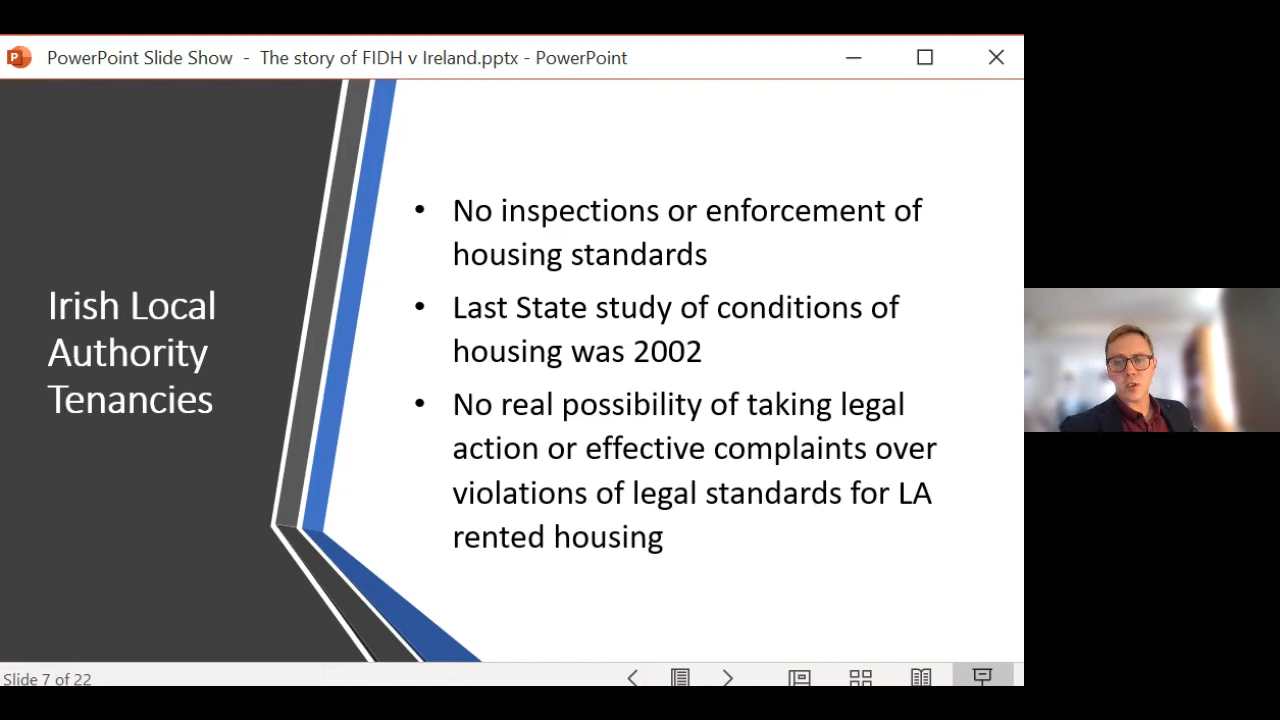 PowerPoint Slide Show - The story of FIDH v Ireland.pptx - PowerPoint
Irish Local
Authority
Tenancies
• No inspections or enforcement of
housing standards
• Last State study of conditions of
housing was 2002
• No real possibility of taking legal
action or effective complaints over
violations of legal standards for LA
rented housing
Slide 7 of 22